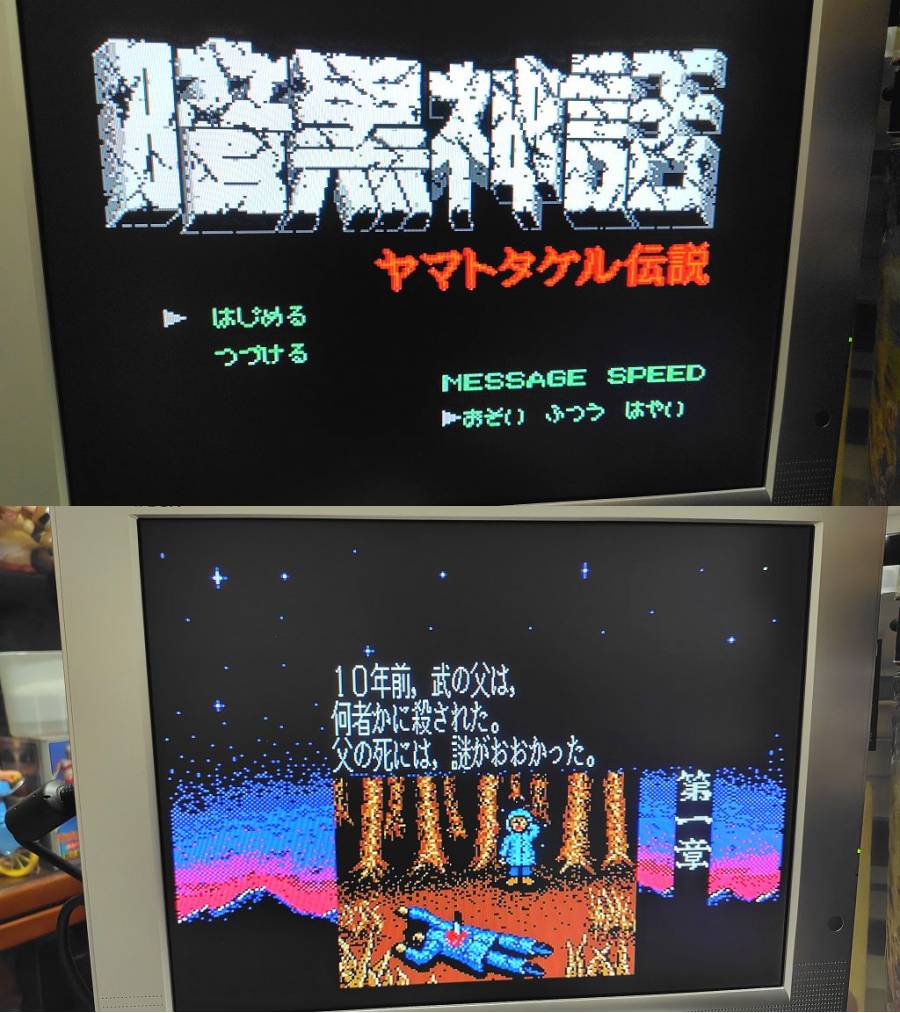 暗黒神話
ヤマトタケル伝説
はじめる
つづける
MESSAGE SPEED
おそい ふつう はやい
10年前, 武の父は,
何者かに殺された。
父の死には, 謎がおおかった。
第一章